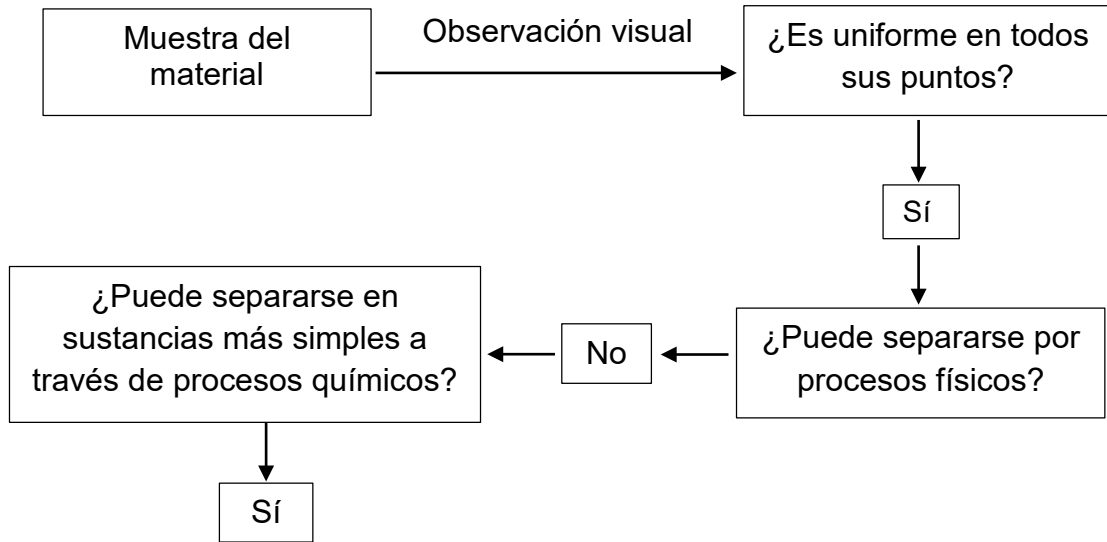 Muestra del
material
Observación visual
¿Es uniforme en todos
sus puntos?
Sí
¿Puede separarse por
procesos físicos?
No
¿Puede separarse en
sustancias más simples a
través de procesos químicos?
Sí